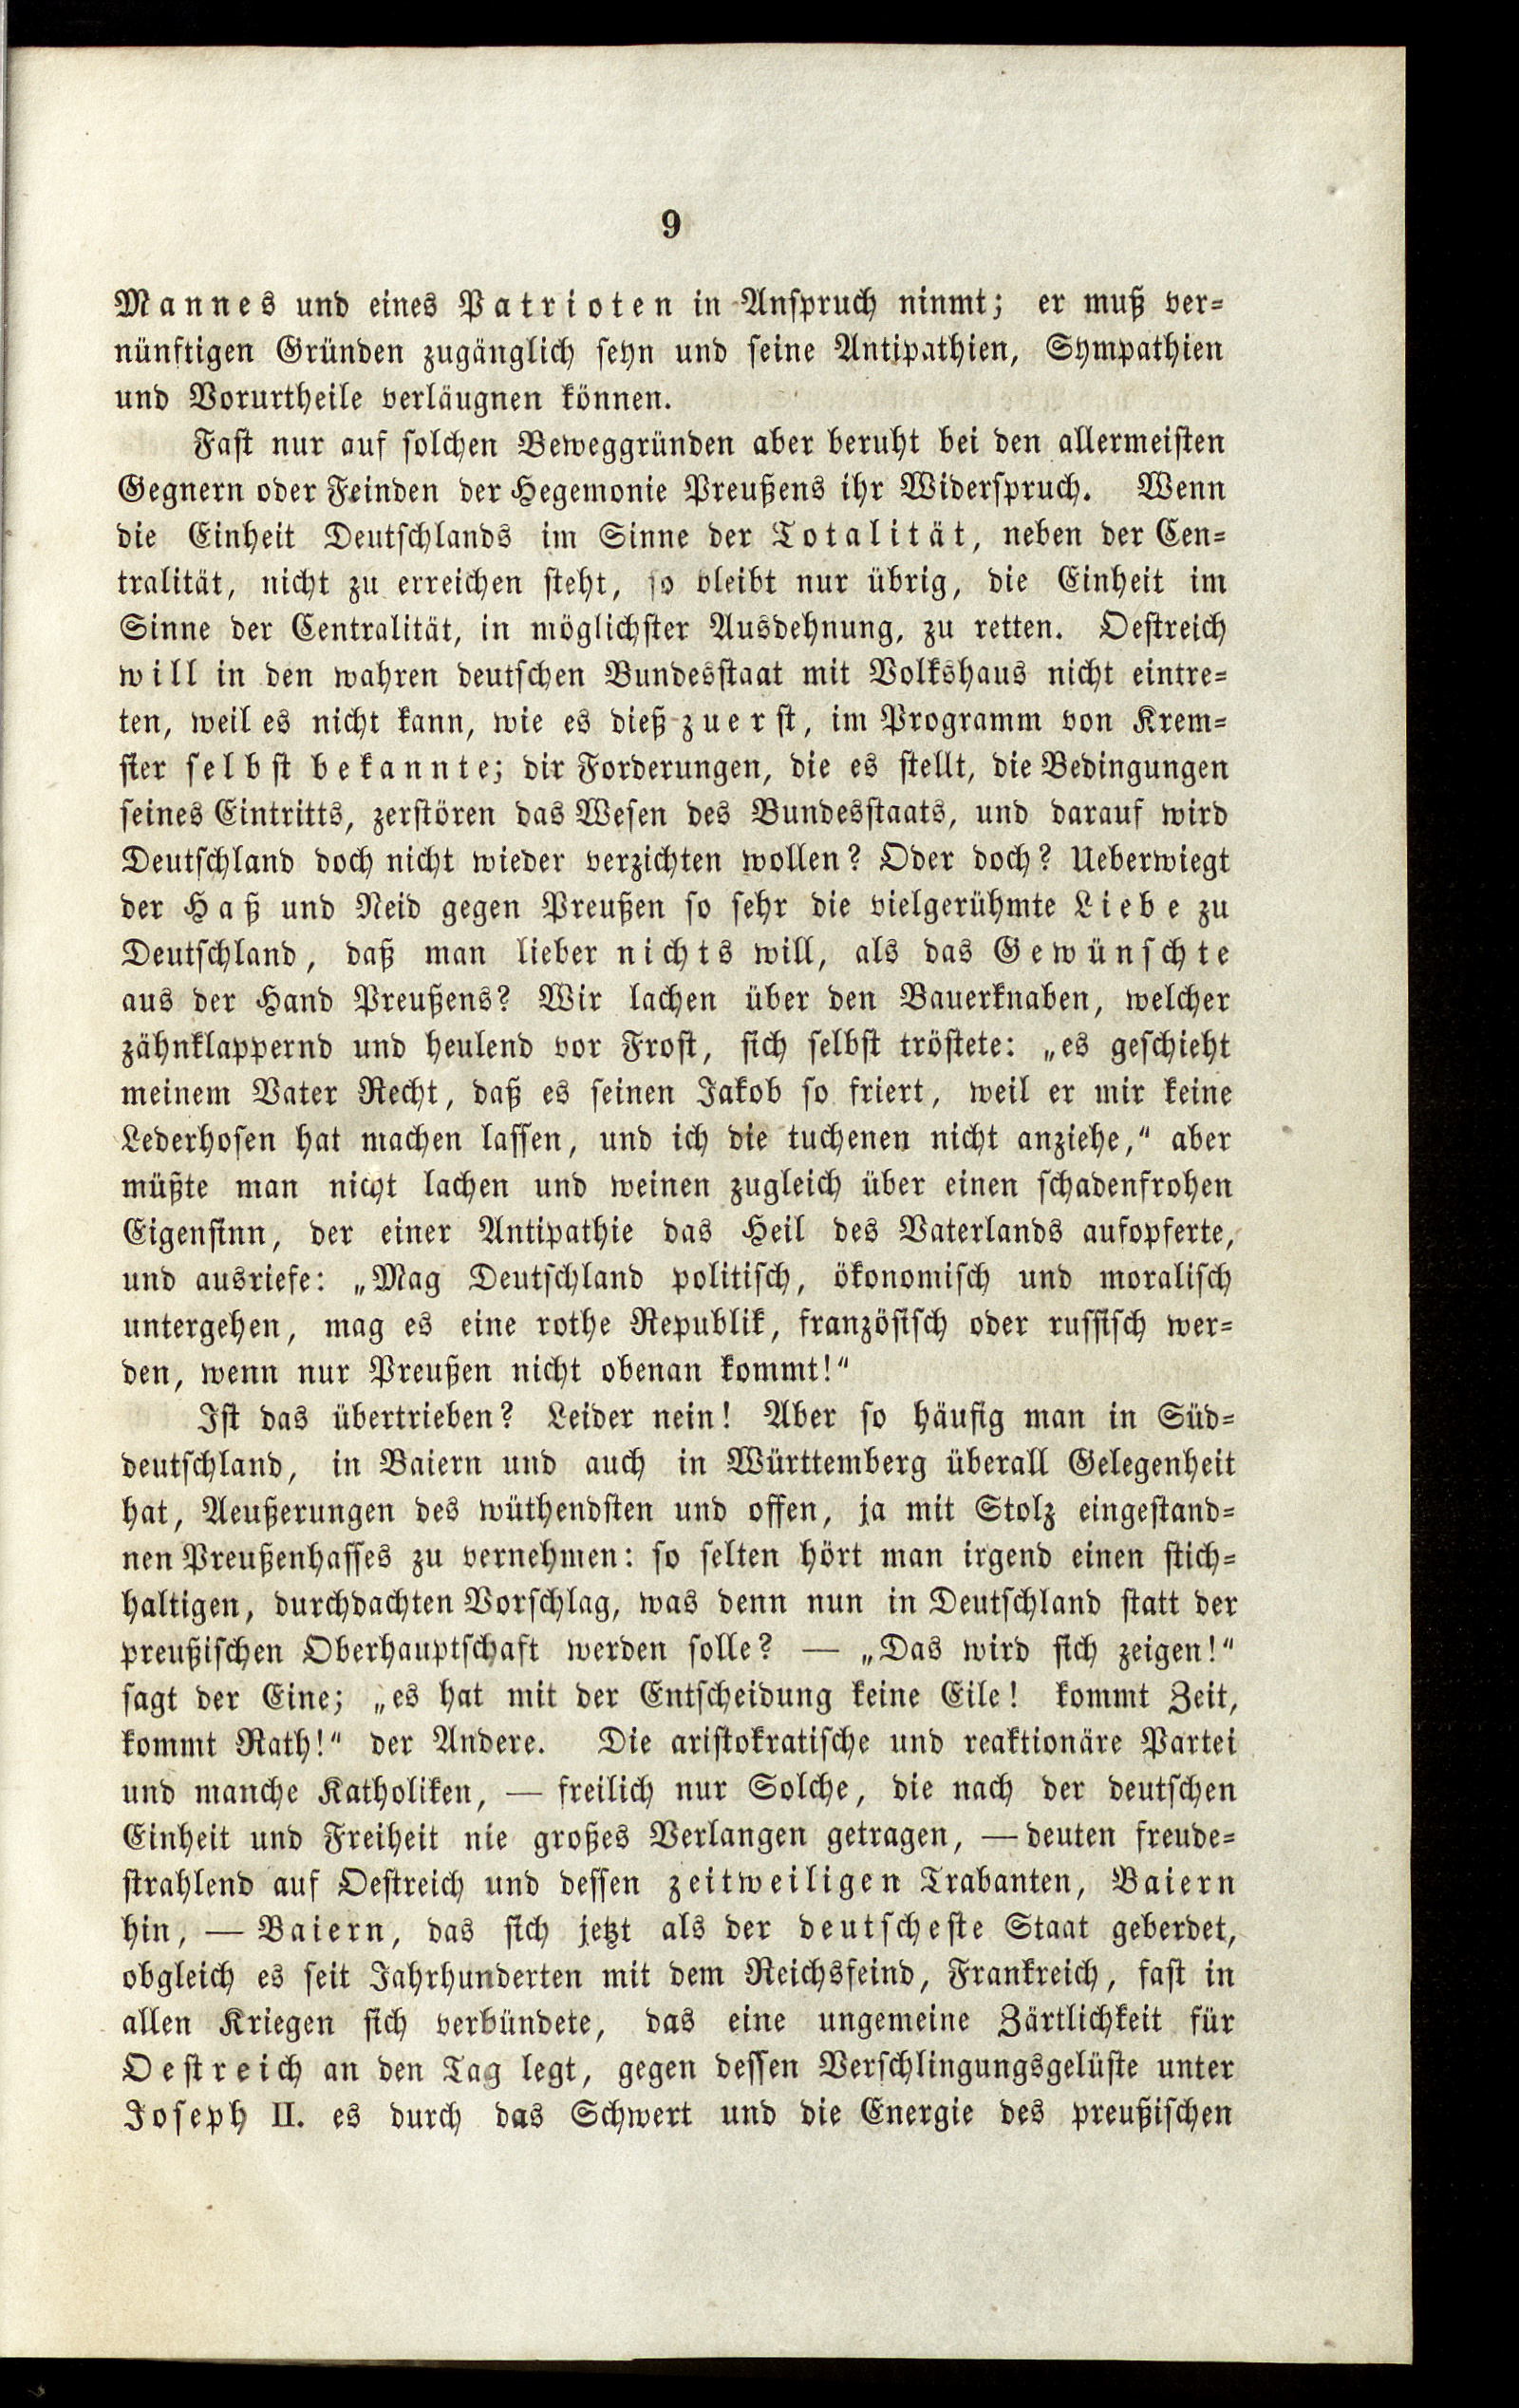 9
Mannes und eines Patrioten in Anspruch ninmt; er muß ver-
nünftigen Gründen zugänglich seyn und seine Antipathien, Sympathien
und Vorurtheile verläugnen können.
Fast nur auf solchen Beweggründen aber beruht bei den allermeisten
Gegnern oder Feinden der Hegemonie Preußens ihr Widerspruch. Wenn
die Einheit Deutschlands im Sinne der Totalität, neben der Cen-
tralität, nicht zu erreichen steht, so bleibt nur übrig, die Einheit im
Sinne der Centralität, in möglichster Ausdehnung, zu retten. Oestreich
will in den wahren deutschen Bundesstaat mit Volkshaus nicht eintre-
ten, weil es nicht kann, wie es dieß zuerst, im Programm von Krem-
ster selbst bekannte; dir Forderungen, die es stellt, die Bedingungen
seines Eintritts, zerstören das Wesen des Bundesstaats, und darauf wird
Deutschland doch nicht wieder verzichten wollen? Oder doch? Ueberwiegt
der Haß und Neid gegen Preußen so sehr die vielgerühmte Liebe zu
Deutschland, daß man lieber nichts will, als das Gewünschte
aus der Hand Preußens? Wir lachen über den Bauerknaben, welcher
zähnklappernd und heulend vor Frost, sich selbst tröstete: „es geschieht
meinem Vater Recht, daß es seinen Jakob so friert, weil er mir keine
Lederhosen hat machen lassen, und ich die tuchenen nicht anziehe,“ aber
müßte man nicht lachen und weinen zugleich über einen schadenfrohen
Eigensinn, der einer Antipathie das Heil des Vaterlands aufopferte,
und ausriefe: „Mag Deutschland politisch, ökonomisch und moralisch
untergehen, mag es eine rothe Republik, französisch oder russisch wer-
den, wenn nur Preußen nicht obenan kommt!“
Ist das übertrieben? Leider nein! Aber so häufig man in Süd-
deutschland, in Baiern und auch in Württemberg überall Gelegenheit
hat, Aeußerungen des wüthendsten und offen, ja mit Stolz eingestand-
nen Preußenhasses zu vernehmen: so selten hört man irgend einen stich-
haltigen, durchdachten Vorschlag, was denn nun in Deutschland statt der
preußischen Oberhauptschaft werden solle? — „Das wird sich zeigen!“
sagt der Eine; „es hat mit der Entscheidung keine Eile! kommt Zeit,
kommt Rath!“ der Andere. Die aristokratische und reaktionäre Partei
und manche Katholiken, — freilich nur Solche, die nach der deutschen
Einheit und Freiheit nie großes Verlangen getragen, — deuten freude-
strahlend auf Oestreich und dessen zeitweiligen Trabanten, Baiern
hin, — Baiern, das sich jetzt als der deutscheste Staat geberdet,
obgleich es seit Jahrhunderten mit dem Reichsfeind, Frankreich, fast in
allen Kriegen sich verbündete, das eine ungemeine Zärtlichkeit für
Oestreich an den Tag legt, gegen dessen Verschlingungsgelüste unter
Joseph II. es durch das Schwert und die Energie des preußischen